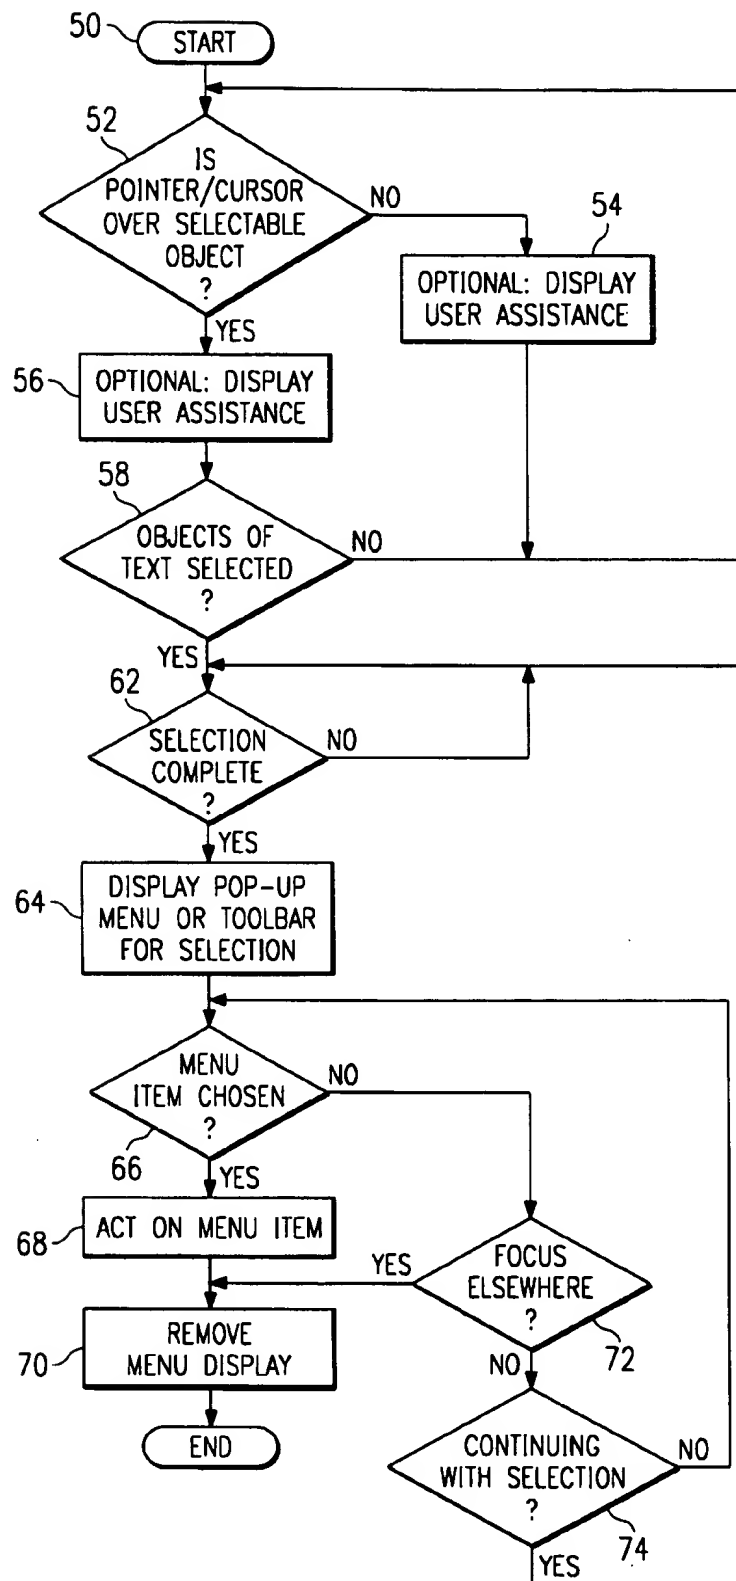 50
START
52
IS
POINTER/CURSOR
OVER SELECTABLE
OBJECT
?
NO
54
OPTIONAL: DISPLAY
USER ASSISTANCE
YES
56
OPTIONAL: DISPLAY
USER ASSISTANCE
58
OBJECTS OF
TEXT SELECTED
?
NO
YES
62
SELECTION
COMPLETE
?
NO
YES
64
DISPLAY POP-UP
MENU OR TOOLBAR
FOR SELECTION
MENU
ITEM CHOSEN
?
NO
66
YES
68
ACT ON MENU ITEM
YES
FOCUS
ELSEWHERE
?
72
70
REMOVE
MENU DISPLAY
NO
END
CONTINUING
WITH SELECTION
?
NO
74
YES